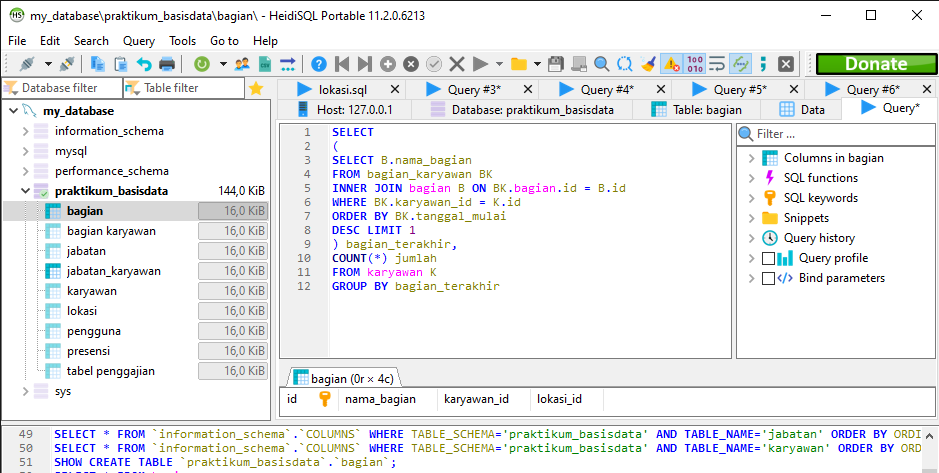 my_database\praktikum_basisdata\bagian\ - HeidiSQL Portable 11.2.0.6213
File Edit Search Query Tools Go to Help
Donate
Database filter Table filter
lokasi.sql Query #3* Query #4* Query #5* Query #6*
Host: 127.0.0.1 Database: praktikum_basisdata Table: bagian Data Query*
my_database
information_schema
mysql
performance_schema
praktikum_basisdata 144,0 KiB
bagian 16,0 KiB
bagian karyawan 16,0 KiB
jabatan 16,0 KiB
jabatan_karyawan 16,0 KiB
karyawan 16,0 KiB
lokasi 16,0 KiB
pengguna 16,0 KiB
presensi 16,0 KiB
tabel penggajian 16,0 KiB
sys
1 SELECT
2 (
3 SELECT B.nama_bagian
4 FROM bagian_karyawan BK
5 INNER JOIN bagian B ON BK.bagian.id = B.id
6 WHERE BK.karyawan_id = K.id
7 ORDER BY BK.tanggal_mulai
8 DESC LIMIT 1
9 ) bagian_terakhir,
10 COUNT(*) jumlah
11 FROM karyawan K
12 GROUP BY bagian_terakhir
Filter ...
Columns in bagian
SQL functions
SQL keywords
Snippets
Query history
Query profile
Bind parameters
bagian (0r × 4c)
id nama_bagian karyawan_id lokasi_id
49 SELECT * FROM `information_schema`.`COLUMNS` WHERE TABLE_SCHEMA='praktikum_basisdata' AND TABLE_NAME='jabatan' ORDER BY ORDI
50 SELECT * FROM `information_schema`.`COLUMNS` WHERE TABLE_SCHEMA='praktikum_basisdata' AND TABLE_NAME='karyawan' ORDER BY ORD
51 SHOW CREATE TABLE `praktikum_basisdata`.`bagian`;